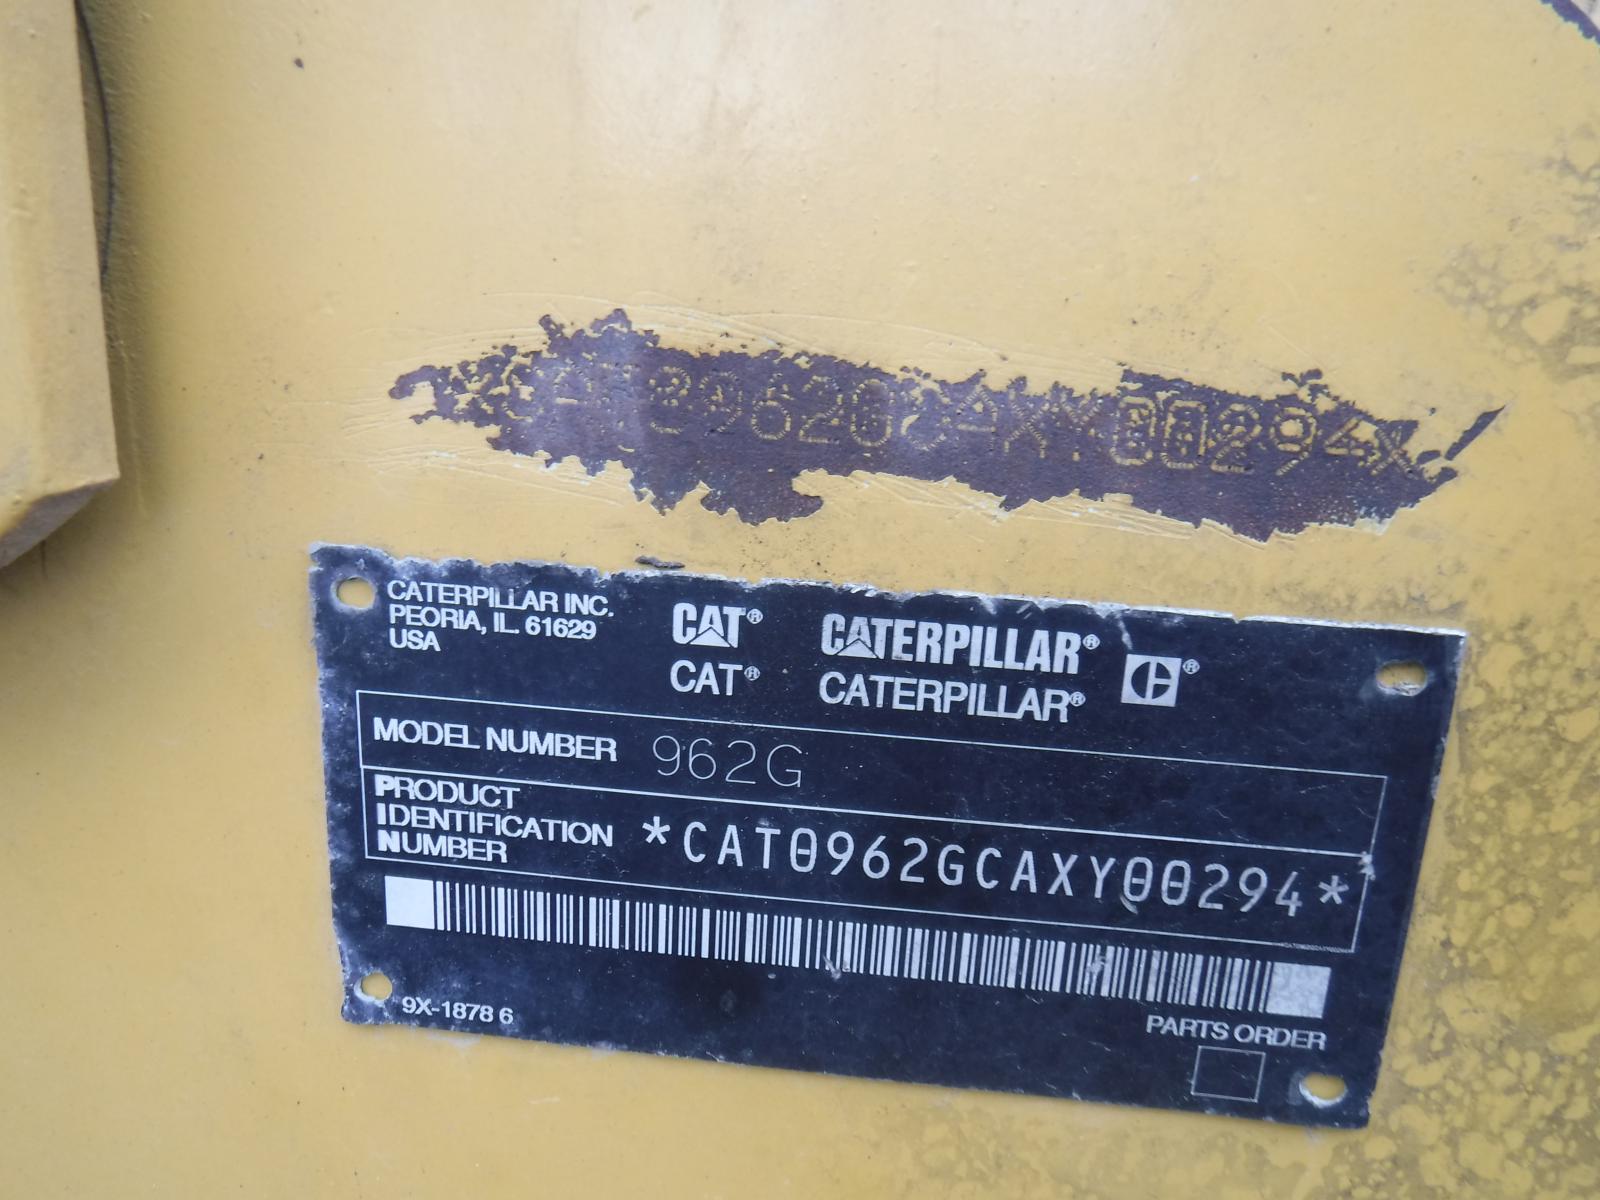 CAT0962GCAXY00294*
CATERPILLAR INC.
PEORIA, IL. 61629
USA
CAT® CATERPILLAR® ®
CAT® CATERPILLAR®
MODEL NUMBER 962G
PRODUCT
IDENTIFICATION
NUMBER *CAT0962GCAXY00294*
9X-1878 6
PARTS ORDER